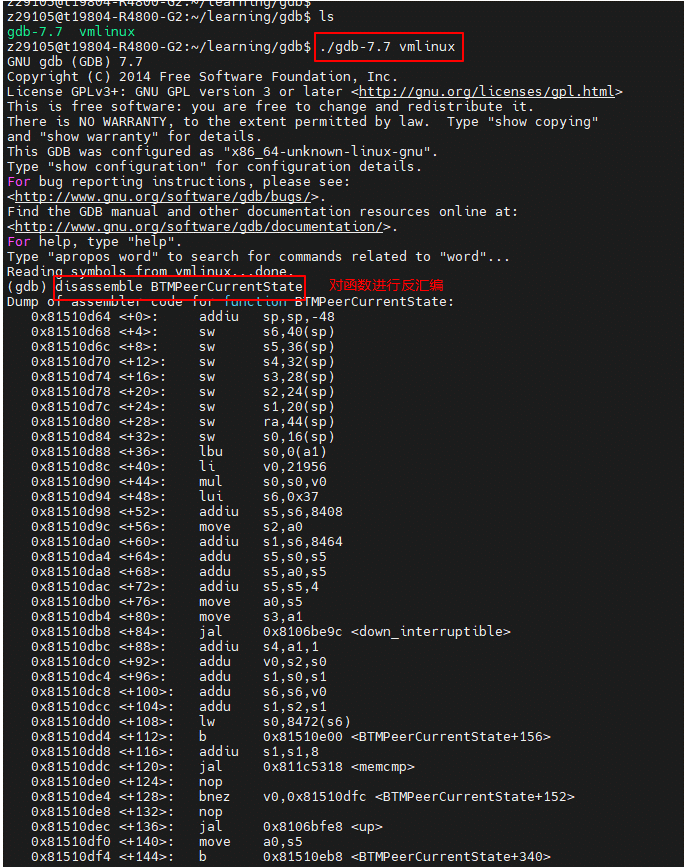 z29105@t19804-R4800-G2:~/learning/gdb$
z29105@t19804-R4800-G2:~/learning/gdb$ ls
gdb-7.7  vmlinux
z29105@t19804-R4800-G2:~/learning/gdb$ ./gdb-7.7 vmlinux
GNU gdb (GDB) 7.7
Copyright (C) 2014 Free Software Foundation, Inc.
License GPLv3+: GNU GPL version 3 or later <http://gnu.org/licenses/gpl.html>
This is free software: you are free to change and redistribute it.
There is NO WARRANTY, to the extent permitted by law.  Type "show copying"
and "show warranty" for details.
This GDB was configured as "x86_64-unknown-linux-gnu".
Type "show configuration" for configuration details.
For bug reporting instructions, please see:
<http://www.gnu.org/software/gdb/bugs/>.
Find the GDB manual and other documentation resources online at:
<http://www.gnu.org/software/gdb/documentation/>.
For help, type "help".
Type "apropos word" to search for commands related to "word"...
Reading symbols from vmlinux...done.
(gdb) disassemble BTMPeerCurrentState 对函数进行反汇编
Dump of assembler code for function BTMPeerCurrentState:
0x81510d64 <+0>: addiu sp,sp,-48
0x81510d68 <+4>: sw s6,40(sp)
0x81510d6c <+8>: sw s5,36(sp)
0x81510d70 <+12>: sw s4,32(sp)
0x81510d74 <+16>: sw s3,28(sp)
0x81510d78 <+20>: sw s2,24(sp)
0x81510d7c <+24>: sw s1,20(sp)
0x81510d80 <+28>: sw ra,44(sp)
0x81510d84 <+32>: sw s0,16(sp)
0x81510d88 <+36>: lbu s0,0(a1)
0x81510d8c <+40>: li v0,21956
0x81510d90 <+44>: mul s0,s0,v0
0x81510d94 <+48>: lui s6,0x37
0x81510d98 <+52>: addiu s5,s6,8408
0x81510d9c <+56>: move s2,a0
0x81510da0 <+60>: addiu s1,s6,8464
0x81510da4 <+64>: addu s5,s0,s5
0x81510da8 <+68>: addu s5,a0,s5
0x81510dac <+72>: addiu s5,s5,4
0x81510db0 <+76>: move a0,s5
0x81510db4 <+80>: move s3,a1
0x81510db8 <+84>: jal 0x8106be9c <down_interruptible>
0x81510dbc <+88>: addiu s4,a1,1
0x81510dc0 <+92>: addu v0,s2,s0
0x81510dc4 <+96>: addu s1,s0,s1
0x81510dc8 <+100>: addu s6,s6,v0
0x81510dcc <+104>: addu s1,s2,s1
0x81510dd0 <+108>: lw s0,8472(s6)
0x81510dd4 <+112>: b 0x81510e00 <BTMPeerCurrentState+156>
0x81510dd8 <+116>: addiu s1,s1,8
0x81510ddc <+120>: jal 0x811c5318 <memcmp>
0x81510de0 <+124>: nop
0x81510de4 <+128>: bnez v0,0x81510dfc <BTMPeerCurrentState+152>
0x81510de8 <+132>: nop
0x81510dec <+136>: jal 0x8106bfe8 <up>
0x81510df0 <+140>: move a0,s5
0x81510df4 <+144>: b 0x81510eb8 <BTMPeerCurrentState+340>